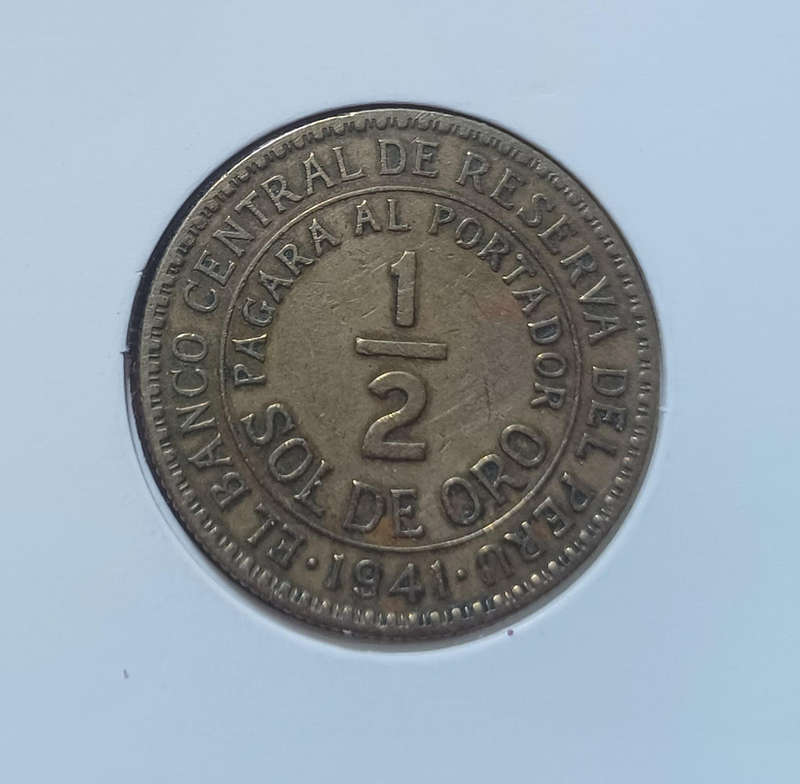 EL BANCO CENTRAL DE RESERVA DEL PERU
PAGARA AL PORTADOR
1
2
SOL DE ORO
· 1941 ·